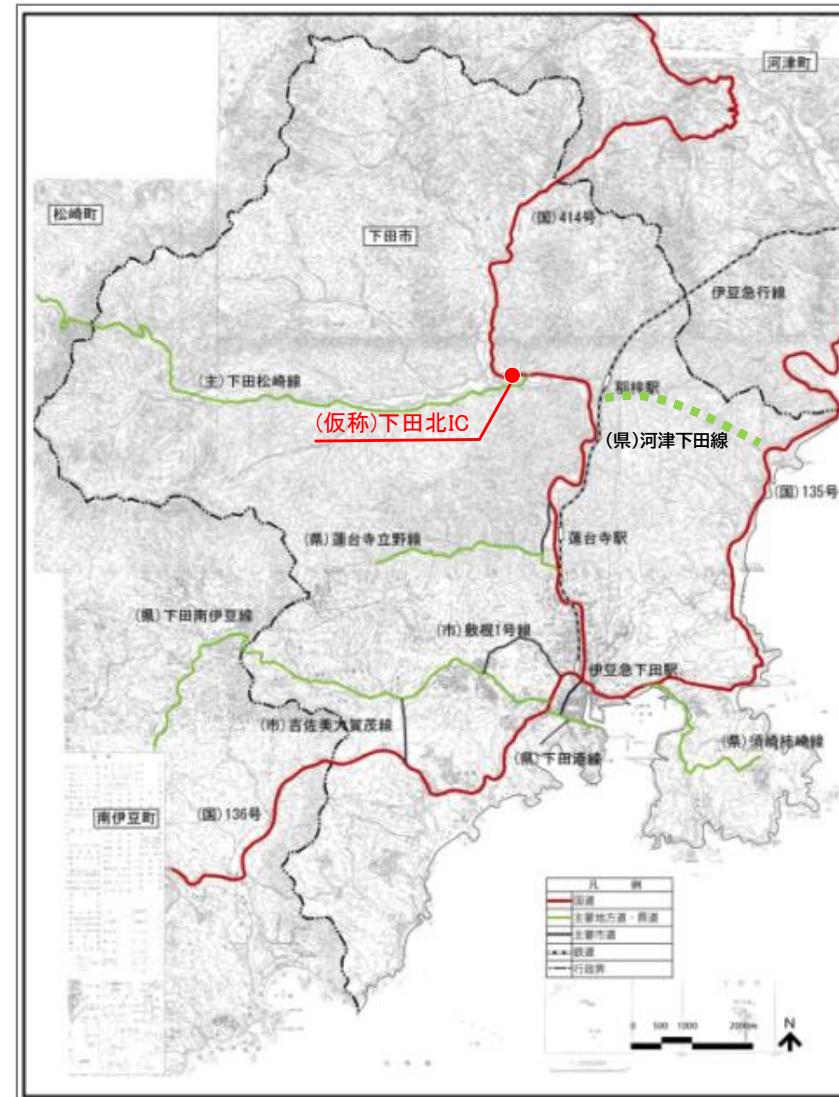 河津町
松崎町
下田市
(国)414号
伊豆急行線
(主)下田松崎線
稲梓駅
(仮称)下田北IC
(県)河津下田線
(国)135号
(県)蓮台寺立野線
蓮台寺駅
(県)下田南伊豆線
(市)敷根1号線
伊豆急下田駅
(市)吉佐美大賀茂線
(県)下田港線
(県)須崎柿崎線
南伊豆町
(国)136号
凡 例
国道
主要地方道・県道
主要市道
鉄道
行政界
0 500 1000 2000m
N